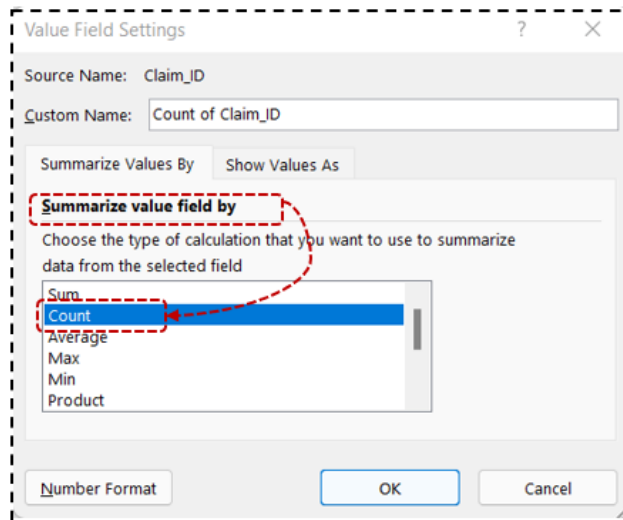 Value Field Settings ? ×
Source Name: Claim_ID
Custom Name: Count of Claim_ID
Summarize Values By Show Values As
Summarize value field by
Choose the type of calculation that you want to use to summarize
data from the selected field
Sum
Count
Average
Max
Min
Product
Number Format OK Cancel